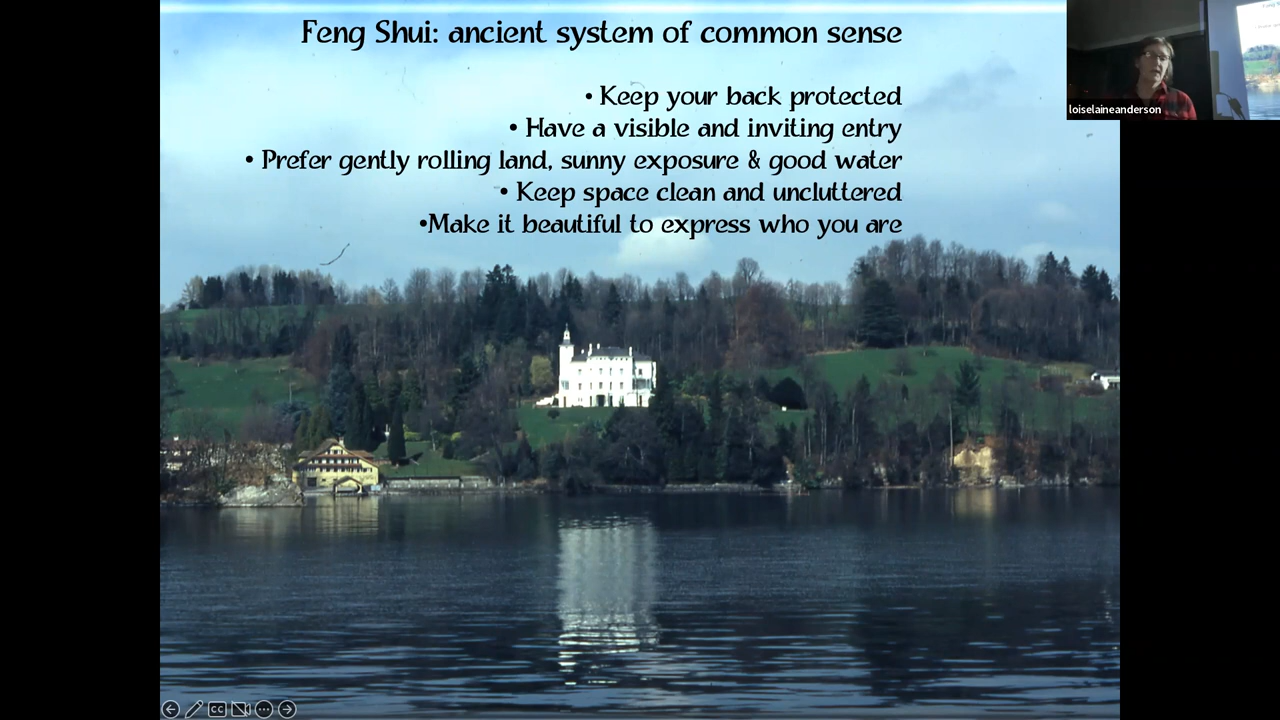 Feng Shui: ancient system of common sense
• Keep your back protected
• Have a visible and inviting entry
• Prefer gently rolling land, sunny exposure & good water
• Keep space clean and uncluttered
•Make it beautiful to express who you are
loiselaineanderson
CC